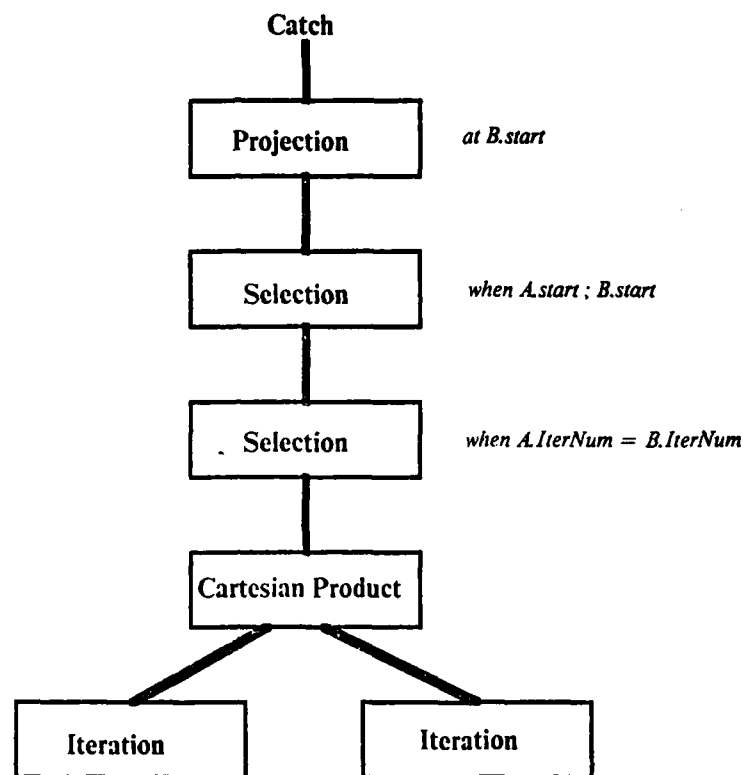 Catch
Projection
at B.start
Selection
when A.start ; B.start
Selection
when A.IterNum = B.IterNum
Cartesian Product
Iteration
Iteration